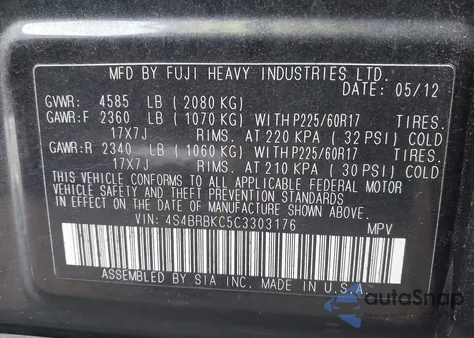 MFD BY FUJI HEAVY INDUSTRIES LTD.
DATE: 05/12
GVWR: 4585 LB (2080 KG)
GAWR:F 2360 LB (1070 KG) WITH P225/60R17 TIRES.
17X7J RIMS. AT 220 KPA (32 PSI) COLD
GAWR:R 2340 LB (1060 KG) WITH P225/60R17 TIRES.
17X7J RIMS. AT 210 KPA (30 PSI) COLD
THIS VEHICLE CONFORMS TO ALL APPLICABLE FEDERAL MOTOR
VEHICLE SAFETY AND THEFT PREVENTION STANDARDS
IN EFFECT ON THE DATE OF MANUFACTURE SHOWN ABOVE.
VIN: 4S4BRBKC5C3303176 MPV
ASSEMBLED BY SIA INC. MADE IN U.S.A
autoSnap